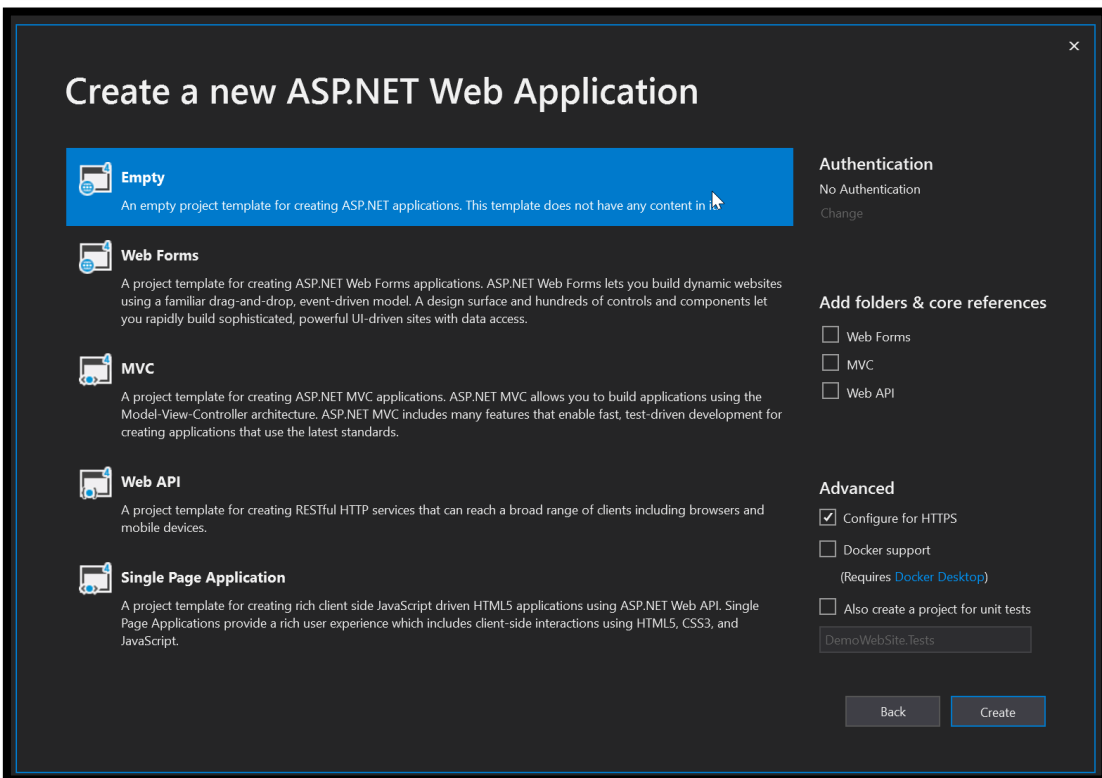 Create a new ASP.NET Web Application
Empty
An empty project template for creating ASP.NET applications. This template does not have any content in
Web Forms
A project template for creating ASP.NET Web Forms applications. ASP.NET Web Forms lets you build dynamic websites
using a familiar drag-and-drop, event-driven model. A design surface and hundreds of controls and components let
you rapidly build sophisticated, powerful UI-driven sites with data access.
MVC
A project template for creating ASP.NET MVC applications. ASP.NET MVC allows you to build applications using the
Model-View-Controller architecture. ASP.NET MVC includes many features that enable fast, test-driven development for
creating applications that use the latest standards.
Web API
A project template for creating RESTful HTTP services that can reach a broad range of clients including browsers and
mobile devices.
Single Page Application
A project template for creating rich client side JavaScript driven HTML5 applications using ASP.NET Web API. Single
Page Applications provide a rich user experience which includes client-side interactions using HTML5, CSS3, and
JavaScript.
Authentication
No Authentication
Change
Add folders & core references
Web Forms
MVC
Web API
Advanced
Configure for HTTPS
Docker support
(Requires Docker Desktop)
Also create a project for unit tests
DemoWebSite.Tests
Back
Create